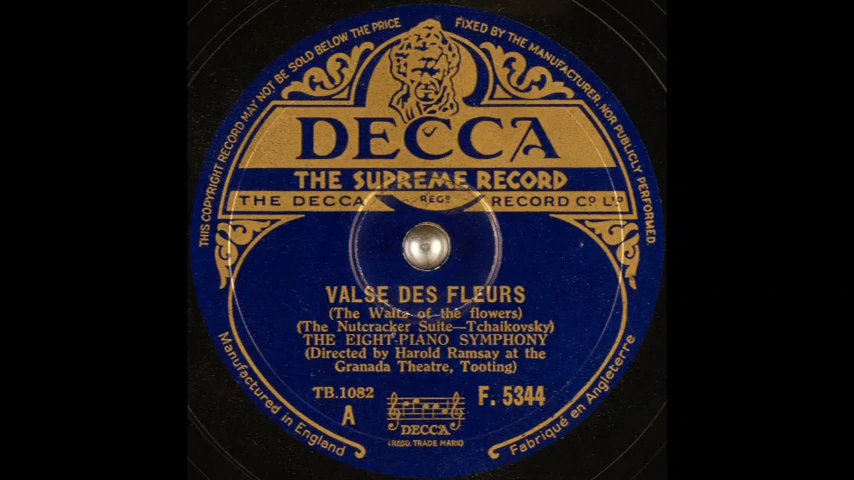 THIS COPYRIGHT RECORD MAY NOT BE SOLD BELOW THE PRICE FIXED BY THE MANUFACTURER, NOR PUBLICLY PERFORMED.
DECCA
THE SUPREME RECORD
THE DECCA REGD RECORD CO LTD
VALSE DES FLEURS
(The Waltz of the flowers)
(The Nutcracker Suite—Tchaikovsky)
THE EIGHT-PIANO SYMPHONY
(Directed by Harold Ramsay at the
Granada Theatre, Tooting)
TB.1082
A
F. 5344
DECCA
(REGD. TRADE MARK)
Manufactured in England
Fabriqué en Angleterre